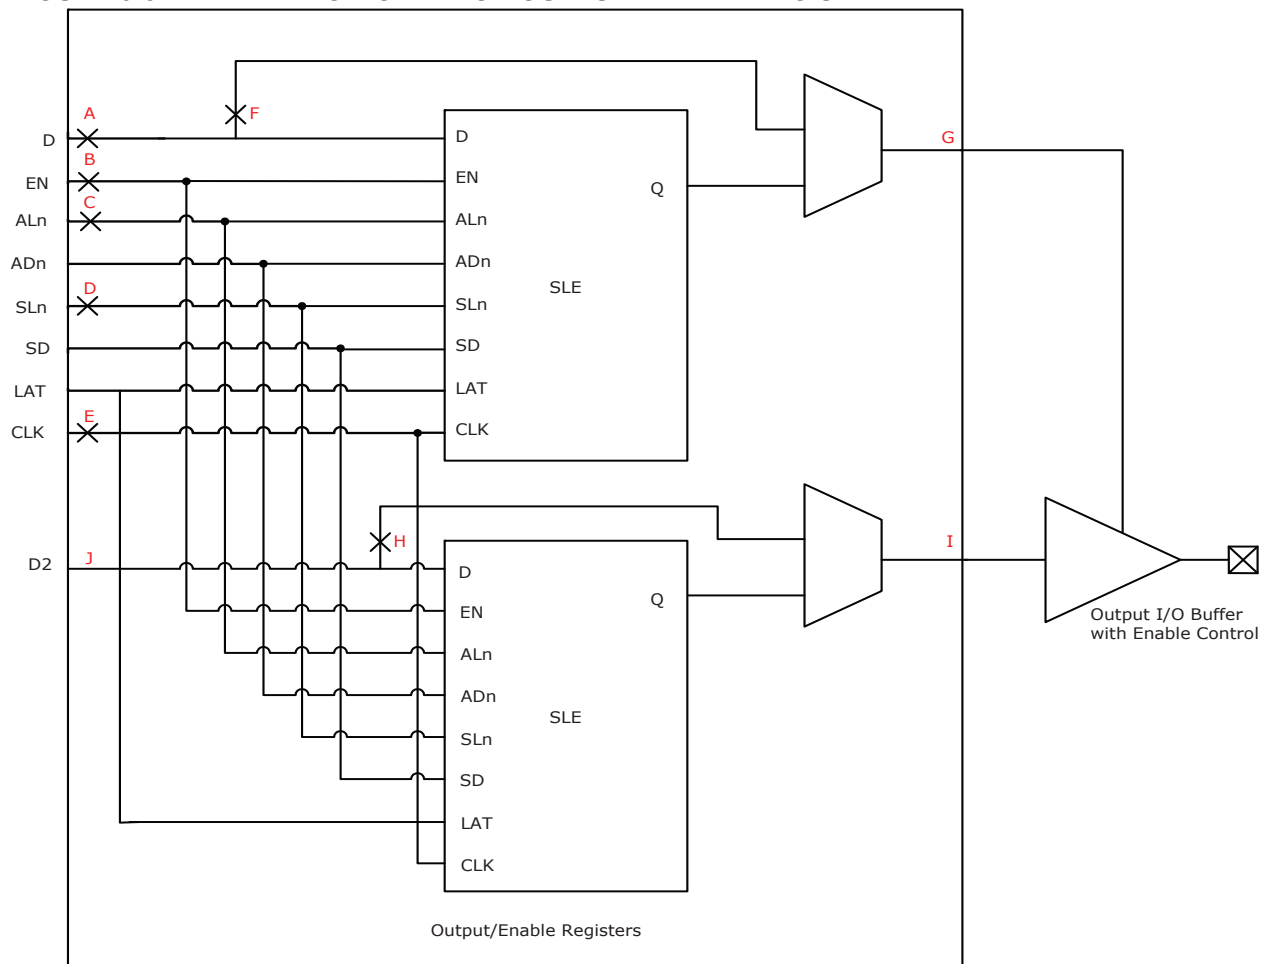 A
F
D
D
G
B
EN
EN
Q
C
ALn
ALn
ADn
ADn
SLE
D
SLn
SLn
SD
SD
LAT
LAT
E
CLK
CLK
H
I
J
D2
D
Q
EN
Output I/O Buffer
with Enable Control
ALn
ADn
SLE
SLn
SD
LAT
CLK
Output/Enable Registers